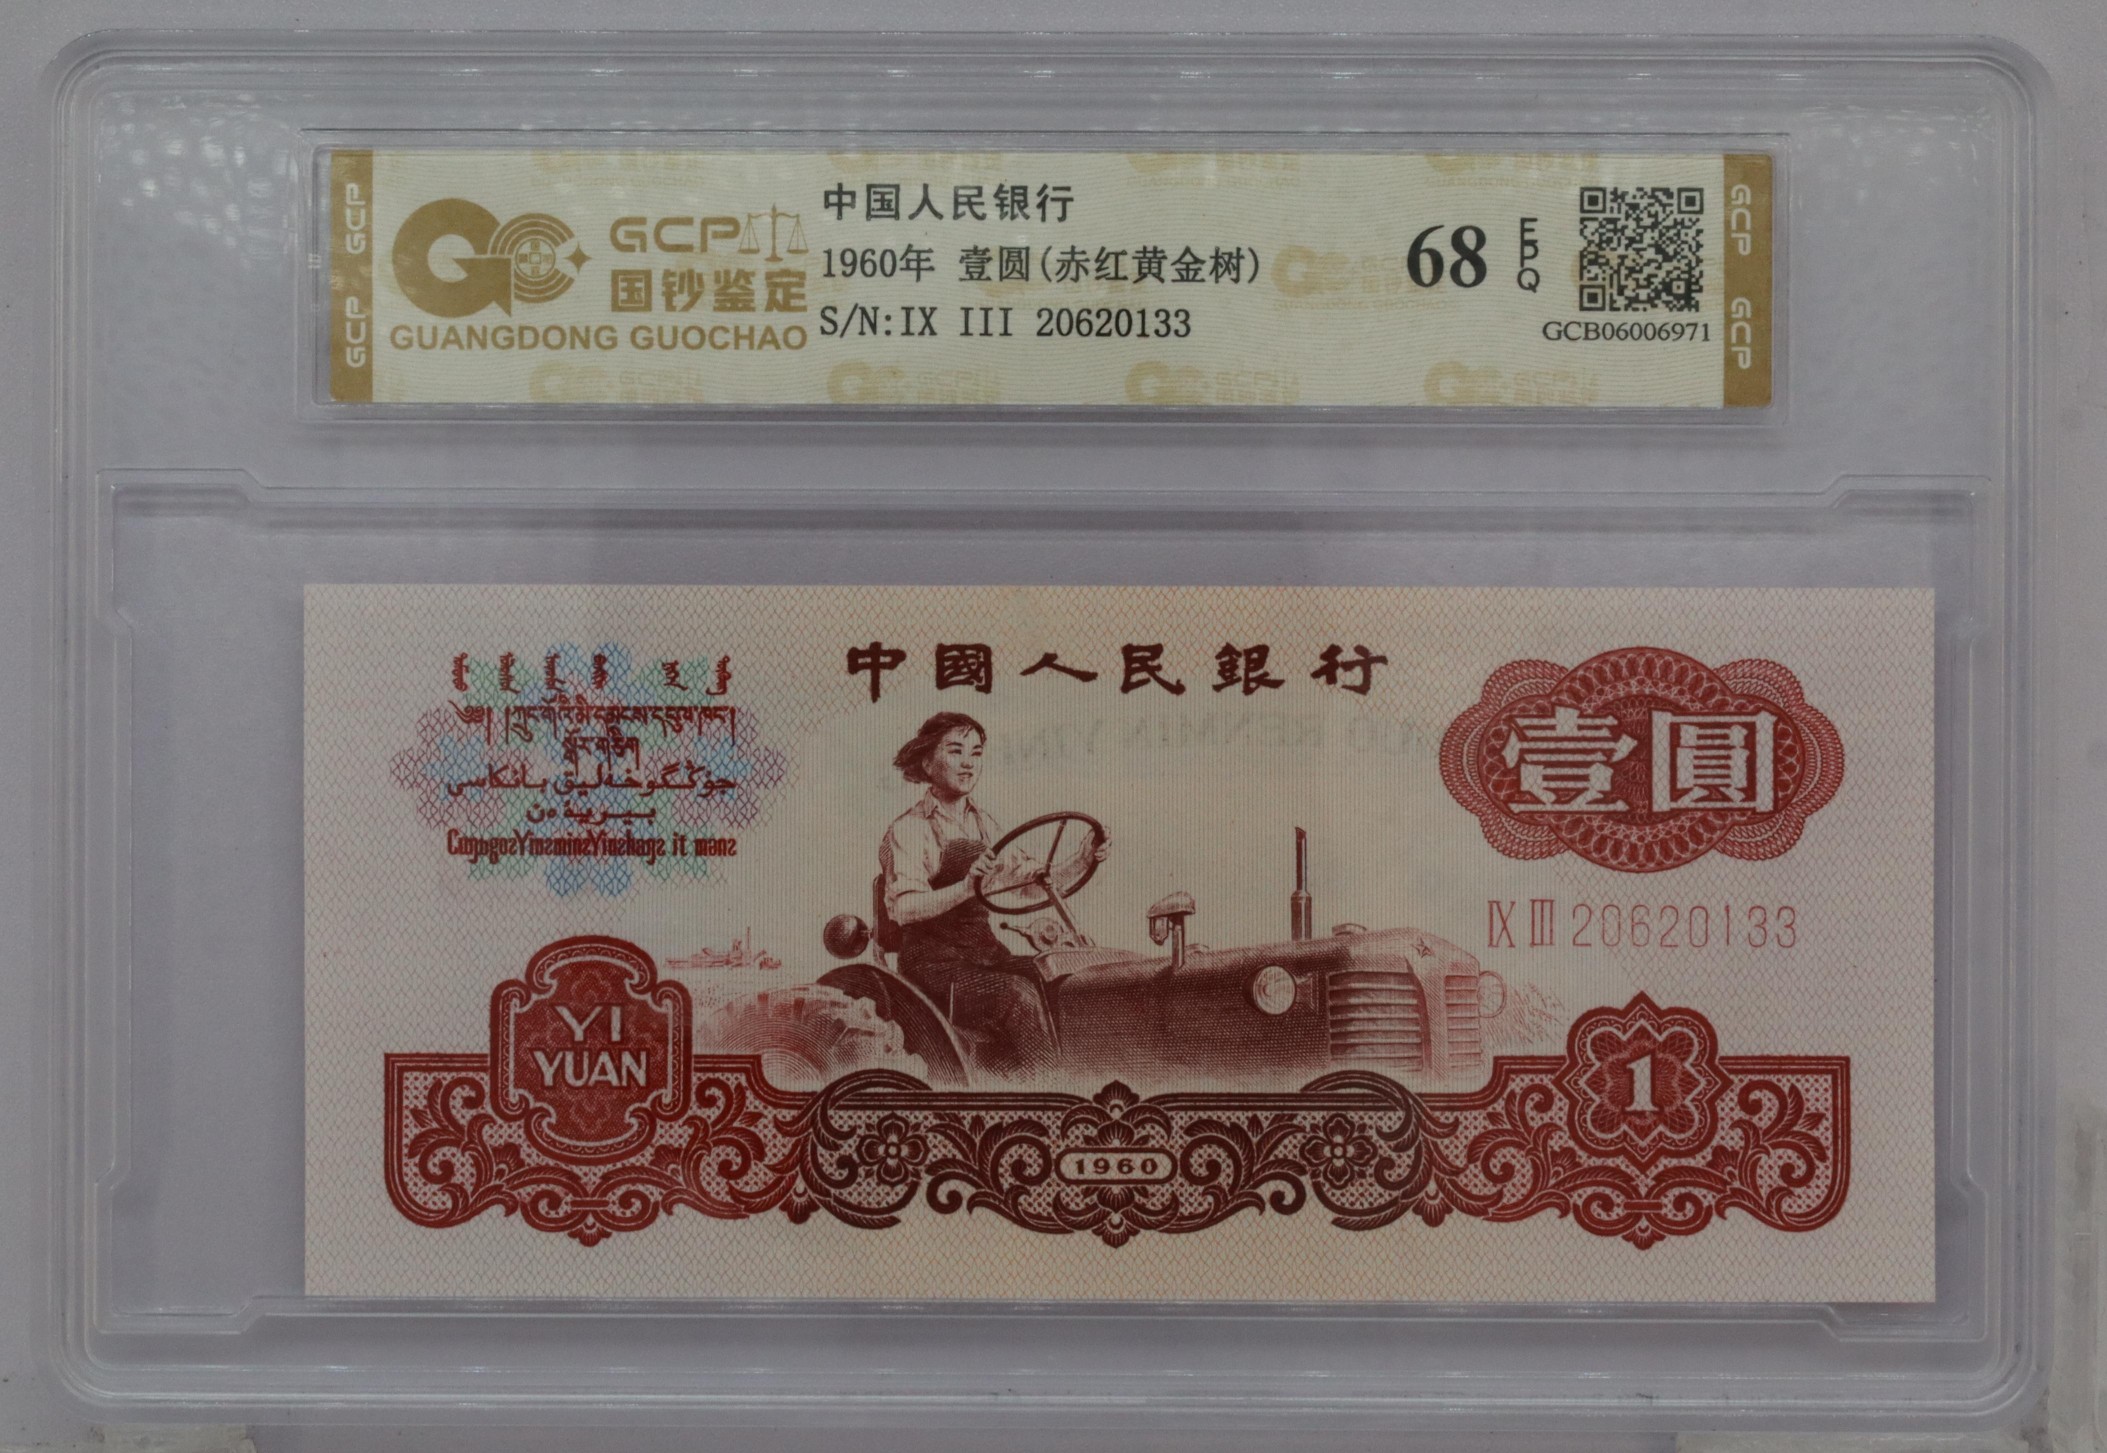 GCP
GCP
GCP
国钞鉴定
GUANGDONG GUOCHAO
中国人民银行
1960年 壹圆(赤红黄金树)
S/N:IX III 20620133
68
EPQ
GCB06006971
GCP
GCP
中國人民銀行
壹圓
IX III 20620133
YI
YUAN
1960
1